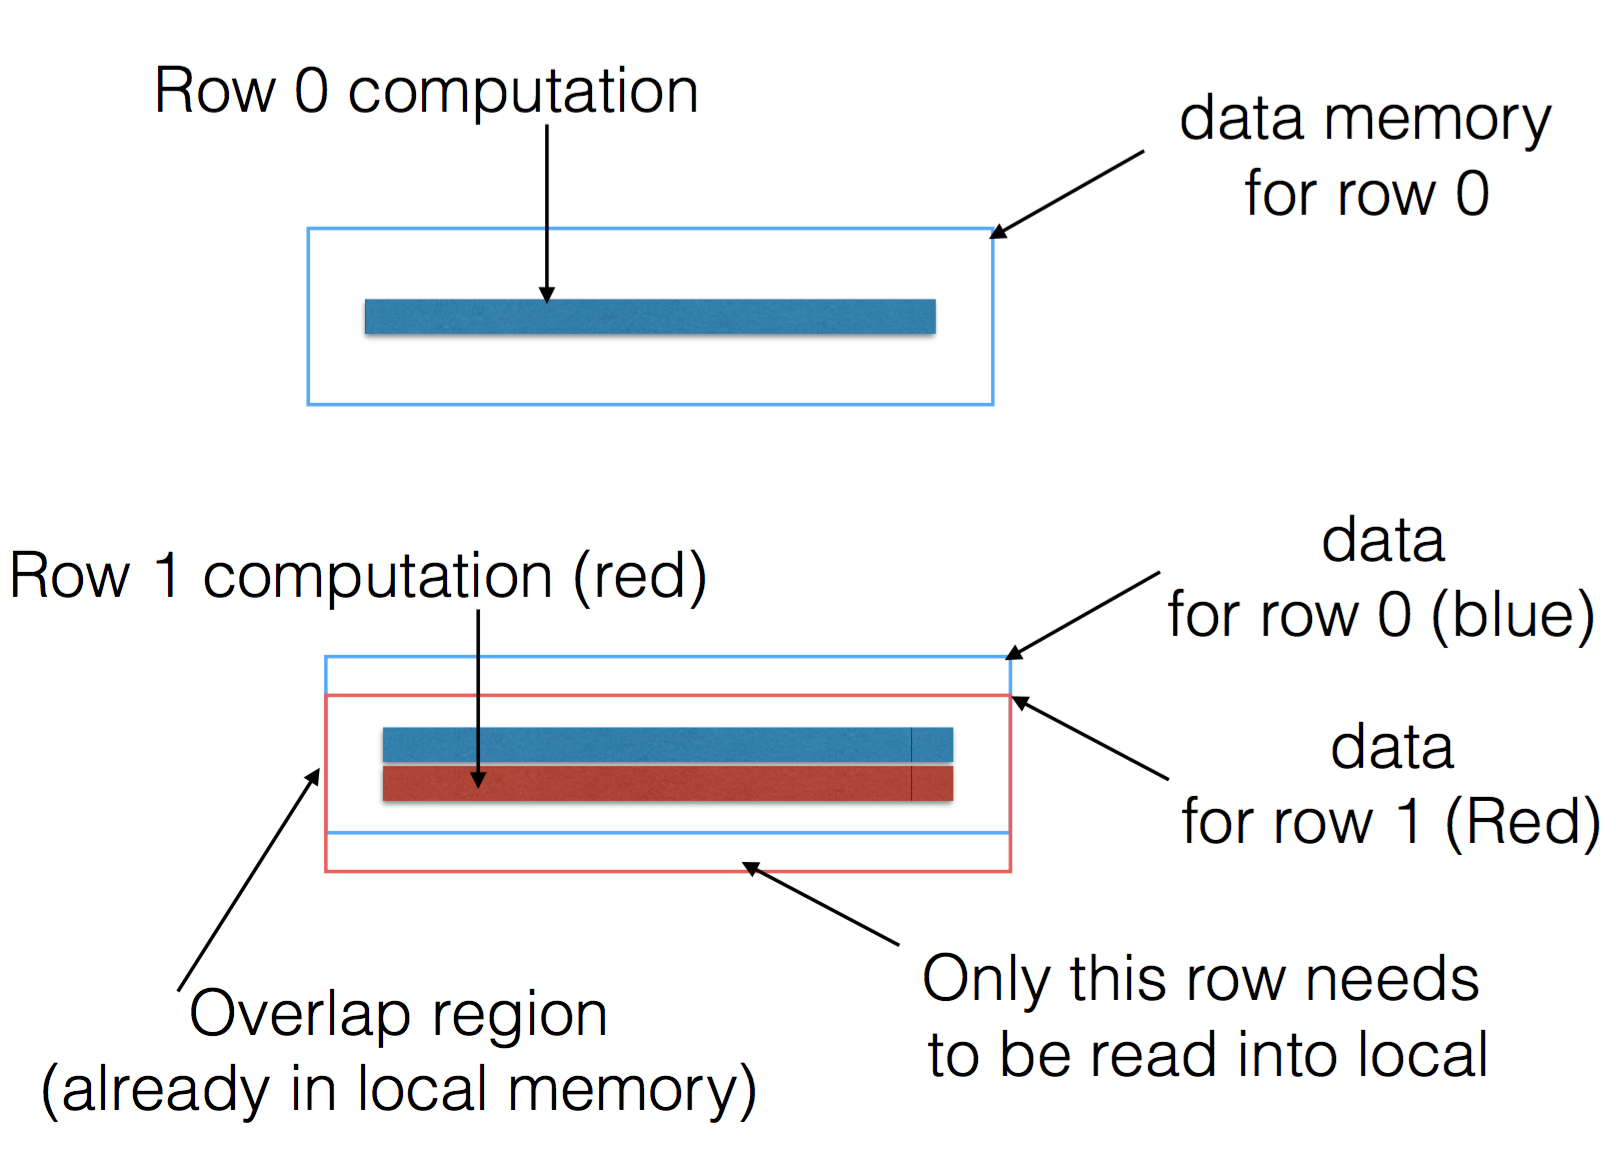 Row 0 computation
data memory
for row 0
Row 1 computation (red)
data
for row 0 (blue)
data
for row 1 (Red)
Overlap region
(already in local memory)
Only this row needs
to be read into local